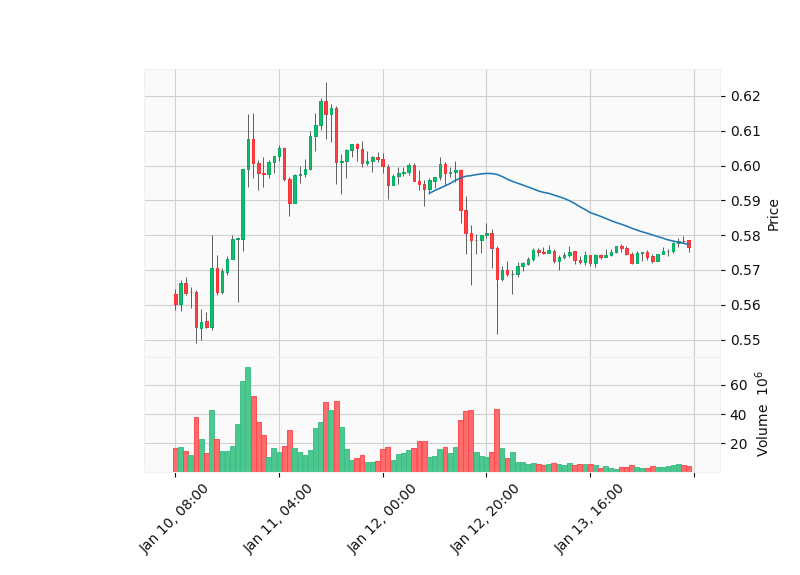 0.62
0.61
0.60
0.59
0.58
0.57
0.56
0.55
Price
60
40
20
Volume 10^6
Jan 10, 08:00
Jan 11, 04:00
Jan 12, 00:00
Jan 12, 20:00
Jan 13, 16:00